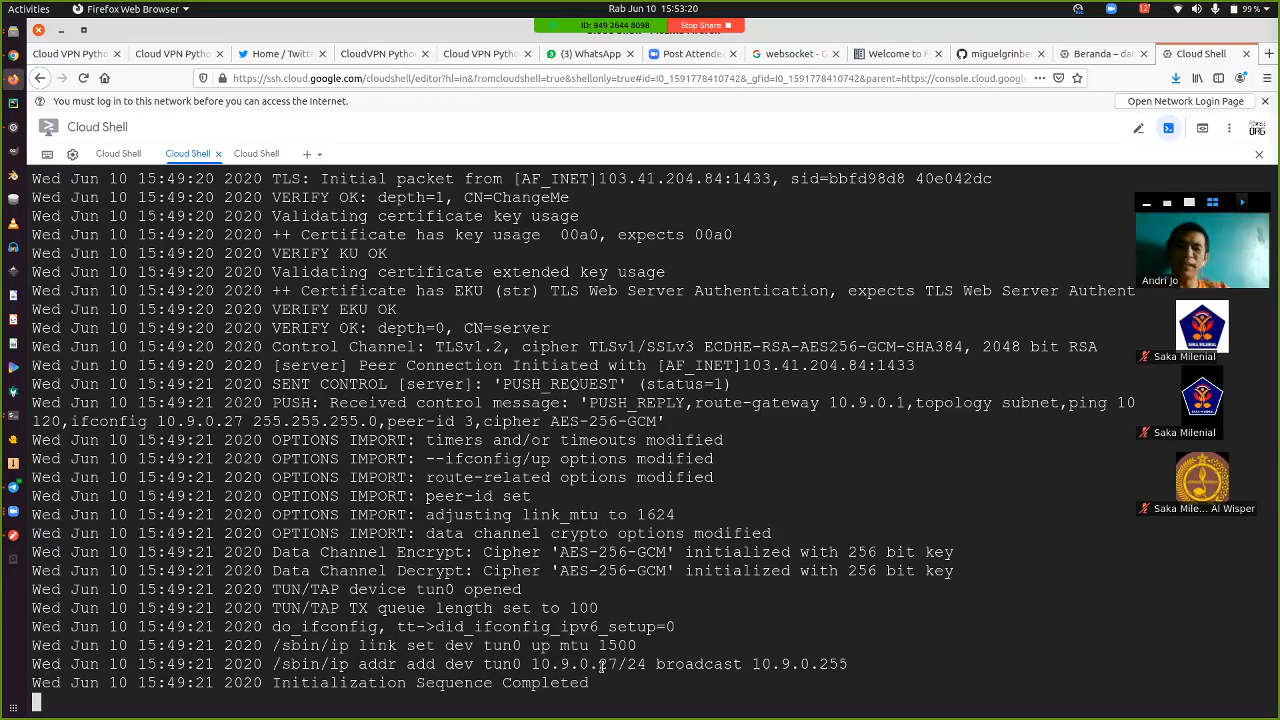 Activities
Firefox Web Browser
Rab Jun 10 15:53:20
12
99 %
ID: 949 2644 8098
Stop Share
Cloud VPN Pytho
Cloud VPN Python
Home / Twitte
CloudVPN Pytho
Cloud VPN Pytho
(3) WhatsApp
Post Attende
websocket - G
Welcome to F
miguelgrinber
Beranda – dat
Cloud Shell
https://ssh.cloud.google.com/cloudshell/editor?hl=in&fromcloudshell=true&shellonly=true#id=I0_1591778410742&_gfid=I0_1591778410742&parent=https://console.cloud.google
You must log in to this network before you can access the Internet.
Open Network Login Page
Cloud Shell
Cloud Shell
Cloud Shell
Cloud Shell
Wed Jun 10 15:49:20 2020 TLS: Initial packet from [AF_INET]103.41.204.84:1433, sid=bbfd98d8 40e042dc
Wed Jun 10 15:49:20 2020 VERIFY OK: depth=1, CN=ChangeMe
Wed Jun 10 15:49:20 2020 Validating certificate key usage
Wed Jun 10 15:49:20 2020 ++ Certificate has key usage  00a0, expects 00a0
Wed Jun 10 15:49:20 2020 VERIFY KU OK
Wed Jun 10 15:49:20 2020 Validating certificate extended key usage
Wed Jun 10 15:49:20 2020 ++ Certificate has EKU (str) TLS Web Server Authentication, expects TLS Web Server Authent
Wed Jun 10 15:49:20 2020 VERIFY EKU OK
Wed Jun 10 15:49:20 2020 VERIFY OK: depth=0, CN=server
Wed Jun 10 15:49:20 2020 Control Channel: cipher TLSv1/SSLv3 ECDHE-RSA-AES256-GCM-SHA384, 2048 bit RSA
Wed Jun 10 15:49:20 2020 [server] Peer Connection Initiated with [AF_INET]103.41.204.84:1433
Wed Jun 10 15:49:21 2020 SENT CONTROL [server]: 'PUSH_REQUEST' (status=1)
Wed Jun 10 15:49:21 2020 PUSH: Received control message: 'PUSH_REPLY,route-gateway 10.9.0.1,topology subnet,ping 10
120,ifconfig 10.9.0.27 255.255.255.0,peer-id 3,cipher AES-256-GCM'
Wed Jun 10 15:49:21 2020 OPTIONS IMPORT: timers and/or timeouts modified
Wed Jun 10 15:49:21 2020 OPTIONS IMPORT: --ifconfig/up options modified
Wed Jun 10 15:49:21 2020 OPTIONS IMPORT: route-related options modified
Wed Jun 10 15:49:21 2020 OPTIONS IMPORT: peer-id set
Wed Jun 10 15:49:21 2020 OPTIONS IMPORT: adjusting link_mtu to 1624
Wed Jun 10 15:49:21 2020 OPTIONS IMPORT: data channel crypto options modified
Wed Jun 10 15:49:21 2020 Data Channel Encrypt: Cipher 'AES-256-GCM' initialized with 256 bit key
Wed Jun 10 15:49:21 2020 Data Channel Decrypt: Cipher 'AES-256-GCM' initialized with 256 bit key
Wed Jun 10 15:49:21 2020 TUN/TAP device tun0 opened
Wed Jun 10 15:49:21 2020 TUN/TAP TX queue length set to 100
Wed Jun 10 15:49:21 2020 do_ifconfig, tt->did_ifconfig_ipv6_setup=0
Wed Jun 10 15:49:21 2020 /sbin/ip link set dev tun0 up mtu 1500
Wed Jun 10 15:49:21 2020 /sbin/ip addr add dev tun0 10.9.0.27/24 broadcast 10.9.0.255
Wed Jun 10 15:49:21 2020 Initialization Sequence Completed
Andri Jo
Saka Milenial
Saka Milenial
Saka Mile... Al Wisper